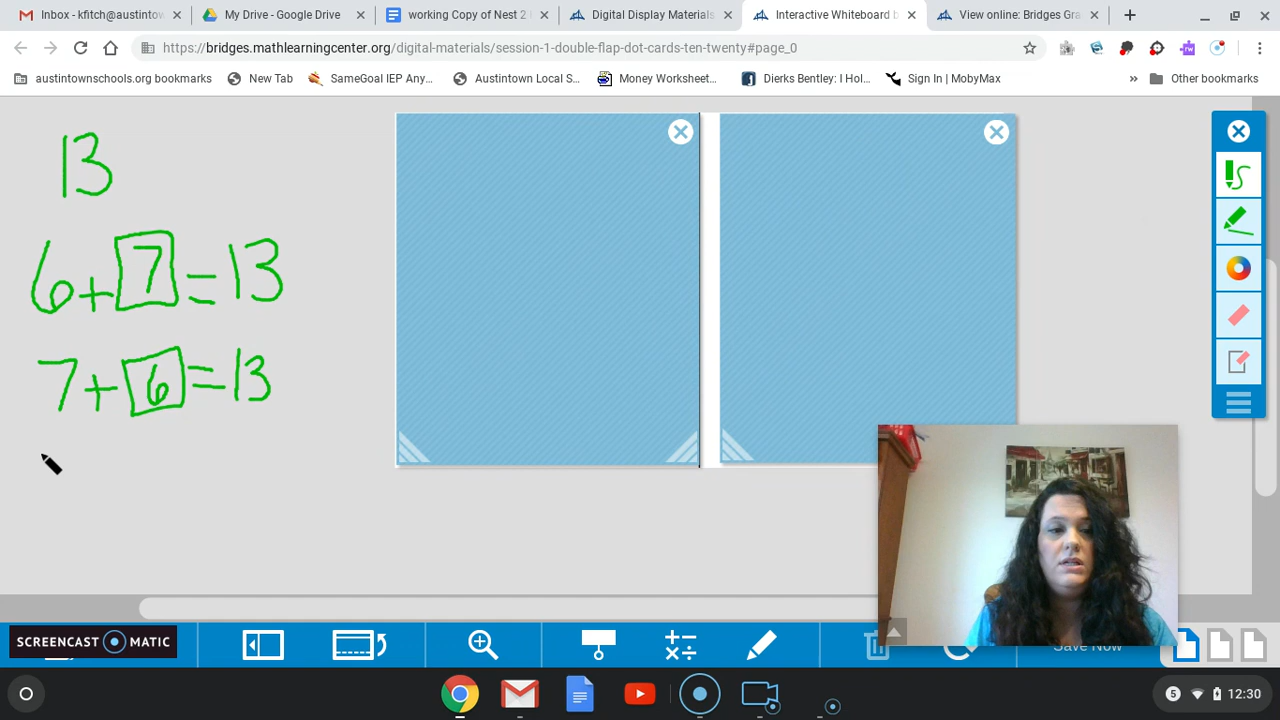 Inbox - kfitch@austintow
My Drive - Google Drive
working Copy of Nest 2
Digital Display Materials
Interactive Whiteboard b
View online: Bridges Gra
https://bridges.mathlearningcenter.org/digital-materials/session-1-double-flap-dot-cards-ten-twenty#page_0
austintownschools.org bookmarks
New Tab
SameGoal IEP Any...
Austintown Local S...
Money Worksheet...
Dierks Bentley: I Hol...
Sign In | MobyMax
»
Other bookmarks
13
6+7=13
7+6=13
SCREENCAST MATIC
Save Now
5
12:30